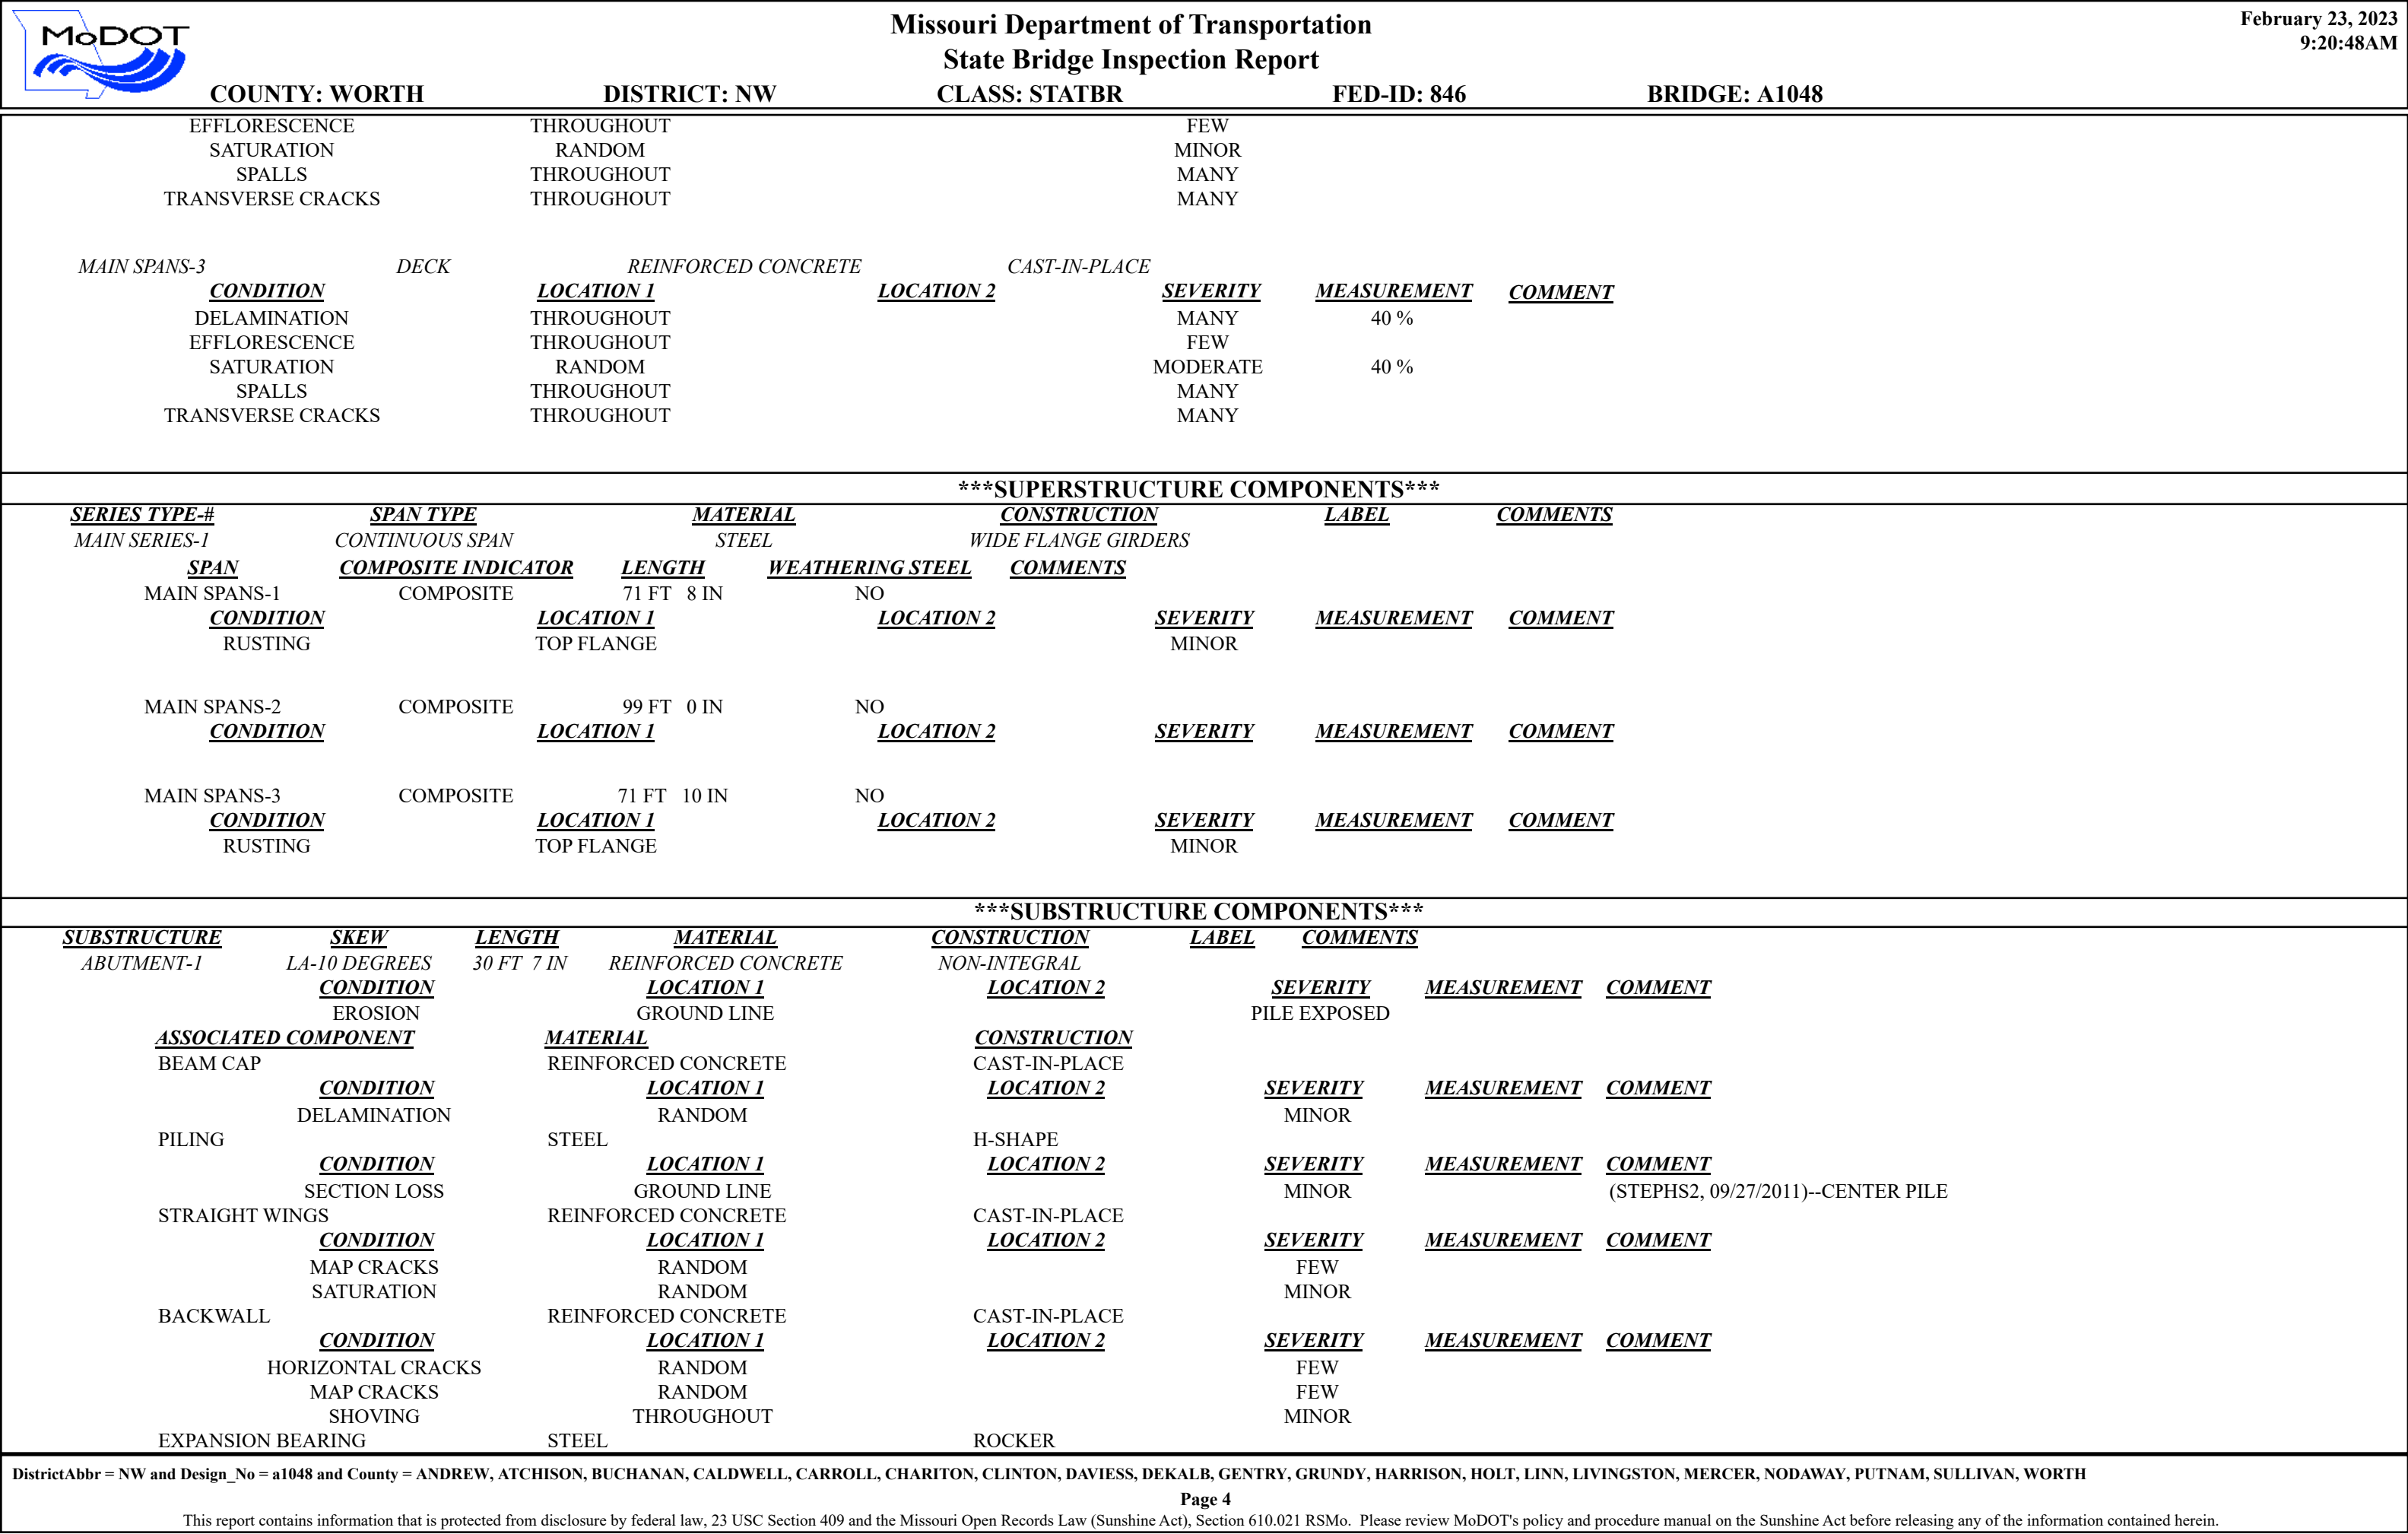 MoDOT
Missouri Department of Transportation
State Bridge Inspection Report
February 23, 2023
9:20:48AM
COUNTY: WORTH DISTRICT: NW CLASS: STATBR FED-ID: 846 BRIDGE: A1048
EFFLORESCENCE THROUGHOUT FEW
SATURATION RANDOM MINOR
SPALLS THROUGHOUT MANY
TRANSVERSE CRACKS THROUGHOUT MANY
MAIN SPANS-3 DECK REINFORCED CONCRETE CAST-IN-PLACE
CONDITION LOCATION 1 LOCATION 2 SEVERITY MEASUREMENT COMMENT
DELAMINATION THROUGHOUT MANY 40 %
EFFLORESCENCE THROUGHOUT FEW
SATURATION RANDOM MODERATE 40 %
SPALLS THROUGHOUT MANY
TRANSVERSE CRACKS THROUGHOUT MANY
***SUPERSTRUCTURE COMPONENTS***
SERIES TYPE-# SPAN TYPE MATERIAL CONSTRUCTION LABEL COMMENTS
MAIN SERIES-1 CONTINUOUS SPAN STEEL WIDE FLANGE GIRDERS
SPAN COMPOSITE INDICATOR LENGTH WEATHERING STEEL COMMENTS
MAIN SPANS-1 COMPOSITE 71 FT 8 IN NO
CONDITION LOCATION 1 LOCATION 2 SEVERITY MEASUREMENT COMMENT
RUSTING TOP FLANGE MINOR
MAIN SPANS-2 COMPOSITE 99 FT 0 IN NO
CONDITION LOCATION 1 LOCATION 2 SEVERITY MEASUREMENT COMMENT
MAIN SPANS-3 COMPOSITE 71 FT 10 IN NO
CONDITION LOCATION 1 LOCATION 2 SEVERITY MEASUREMENT COMMENT
RUSTING TOP FLANGE MINOR
***SUBSTRUCTURE COMPONENTS***
SUBSTRUCTURE SKEW LENGTH MATERIAL CONSTRUCTION LABEL COMMENTS
ABUTMENT-1 LA-10 DEGREES 30 FT 7 IN REINFORCED CONCRETE NON-INTEGRAL
CONDITION LOCATION 1 LOCATION 2 SEVERITY MEASUREMENT COMMENT
EROSION GROUND LINE PILE EXPOSED
ASSOCIATED COMPONENT MATERIAL CONSTRUCTION
BEAM CAP REINFORCED CONCRETE CAST-IN-PLACE
CONDITION LOCATION 1 LOCATION 2 SEVERITY MEASUREMENT COMMENT
DELAMINATION RANDOM MINOR
PILING STEEL H-SHAPE
CONDITION LOCATION 1 LOCATION 2 SEVERITY MEASUREMENT COMMENT
SECTION LOSS GROUND LINE MINOR (STEPHS2, 09/27/2011)--CENTER PILE
STRAIGHT WINGS REINFORCED CONCRETE CAST-IN-PLACE
CONDITION LOCATION 1 LOCATION 2 SEVERITY MEASUREMENT COMMENT
MAP CRACKS RANDOM FEW
SATURATION RANDOM MINOR
BACKWALL REINFORCED CONCRETE CAST-IN-PLACE
CONDITION LOCATION 1 LOCATION 2 SEVERITY MEASUREMENT COMMENT
HORIZONTAL CRACKS RANDOM FEW
MAP CRACKS RANDOM FEW
SHOVING THROUGHOUT MINOR
EXPANSION BEARING STEEL ROCKER
DistrictAbbr = NW and Design_No = a1048 and County = ANDREW, ATCHISON, BUCHANAN, CALDWELL, CARROLL, CHARITON, CLINTON, DAVIESS, DEKALB, GENTRY, GRUNDY, HARRISON, HOLT, LINN, LIVINGSTON, MERCER, NODAWAY, PUTNAM, SULLIVAN, WORTH
Page 4
This report contains information that is protected from disclosure by federal law, 23 USC Section 409 and the Missouri Open Records Law (Sunshine Act), Section 610.021 RSMo. Please review MoDOT's policy and procedure manual on the Sunshine Act before releasing any of the information contained herein.